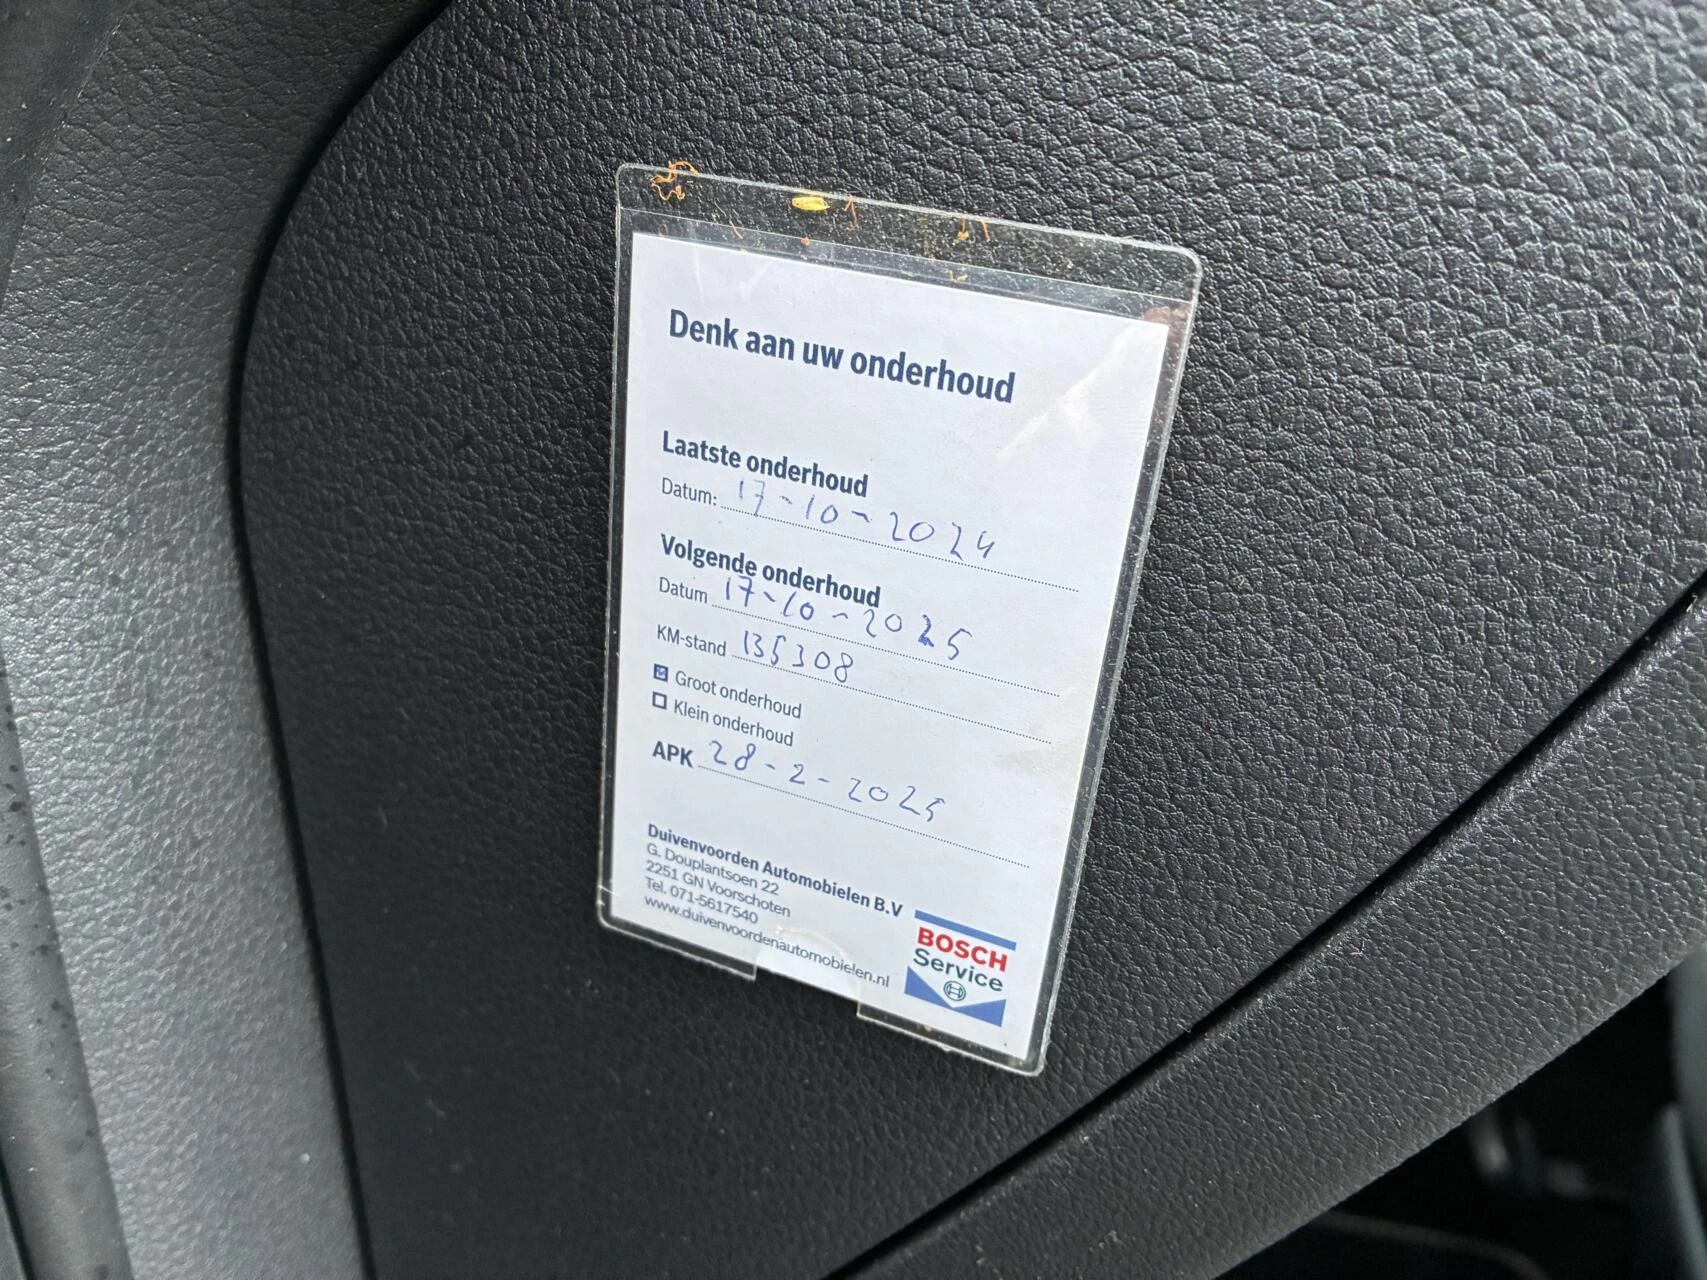 Denk aan uw onderhoud
Laatste onderhoud
Datum: 17-10-2024
Volgende onderhoud
Datum 17-10-2025
KM-stand 135308
Groot onderhoud
Klein onderhoud
APK 28-2-2025
Duivenvoorden Automobielen B.V
G. Douplantsoen 22
2251 GN Voorschoten
Tel. 071-5617540
www.duivenvoordenautomobielen.nl
BOSCH
Service